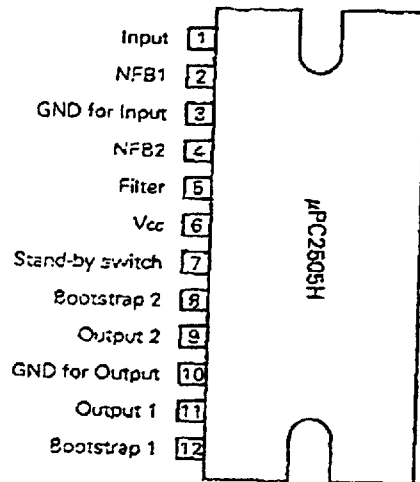 Input 1
NFB1 2
GND for Input 3
NFB2 4
Filter 5
Vcc 6
Stand-by switch 7
Bootstrap 2 8
Output 2 9
GND for Output 10
Output 1 11
Bootstrap 1 12
μPC2505H